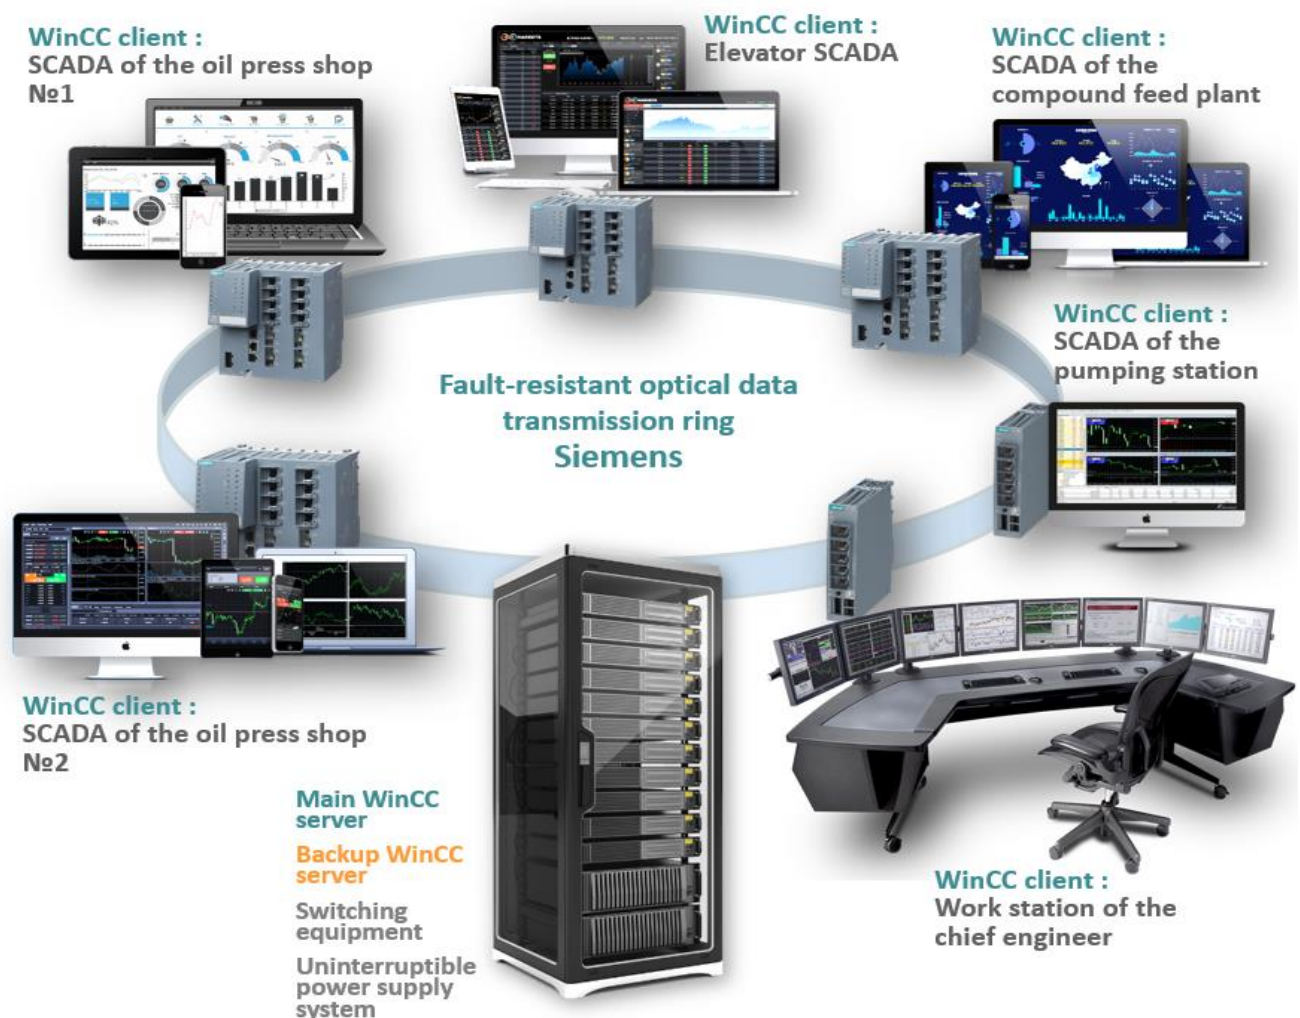 WinCC client :
SCADA of the oil press shop
№1
WinCC client :
Elevator SCADA
WinCC client :
SCADA of the
compound feed plant
WinCC client :
SCADA of the
pumping station
Fault-resistant optical data
transmission ring
Siemens
WinCC client :
SCADA of the oil press shop
№2
Main WinCC
server
Backup WinCC
server
Switching
equipment
Uninterruptible
power supply
system
WinCC client :
Work station of the
chief engineer